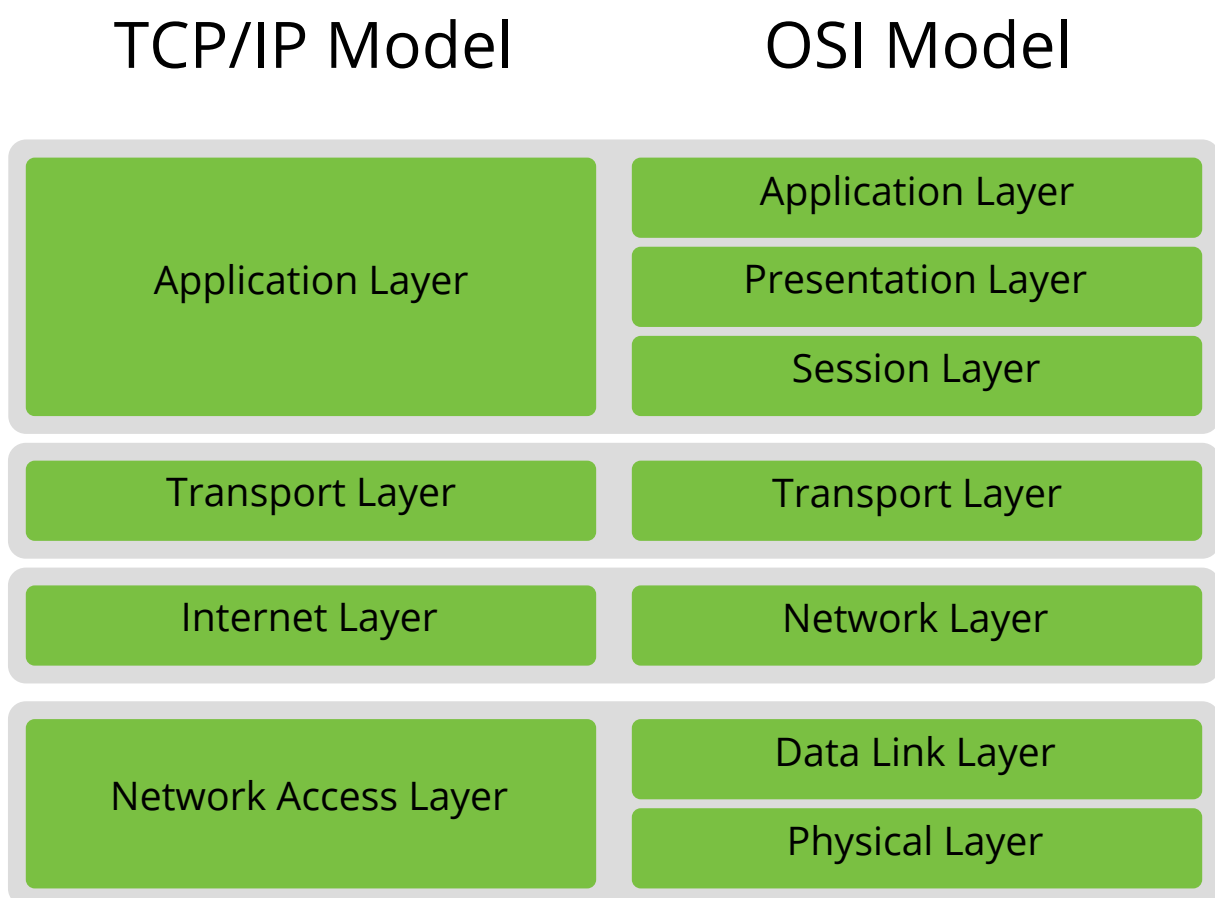 TCP/IP Model
OSI Model
Application Layer
Application Layer
Presentation Layer
Session Layer
Transport Layer
Transport Layer
Internet Layer
Network Layer
Network Access Layer
Data Link Layer
Physical Layer